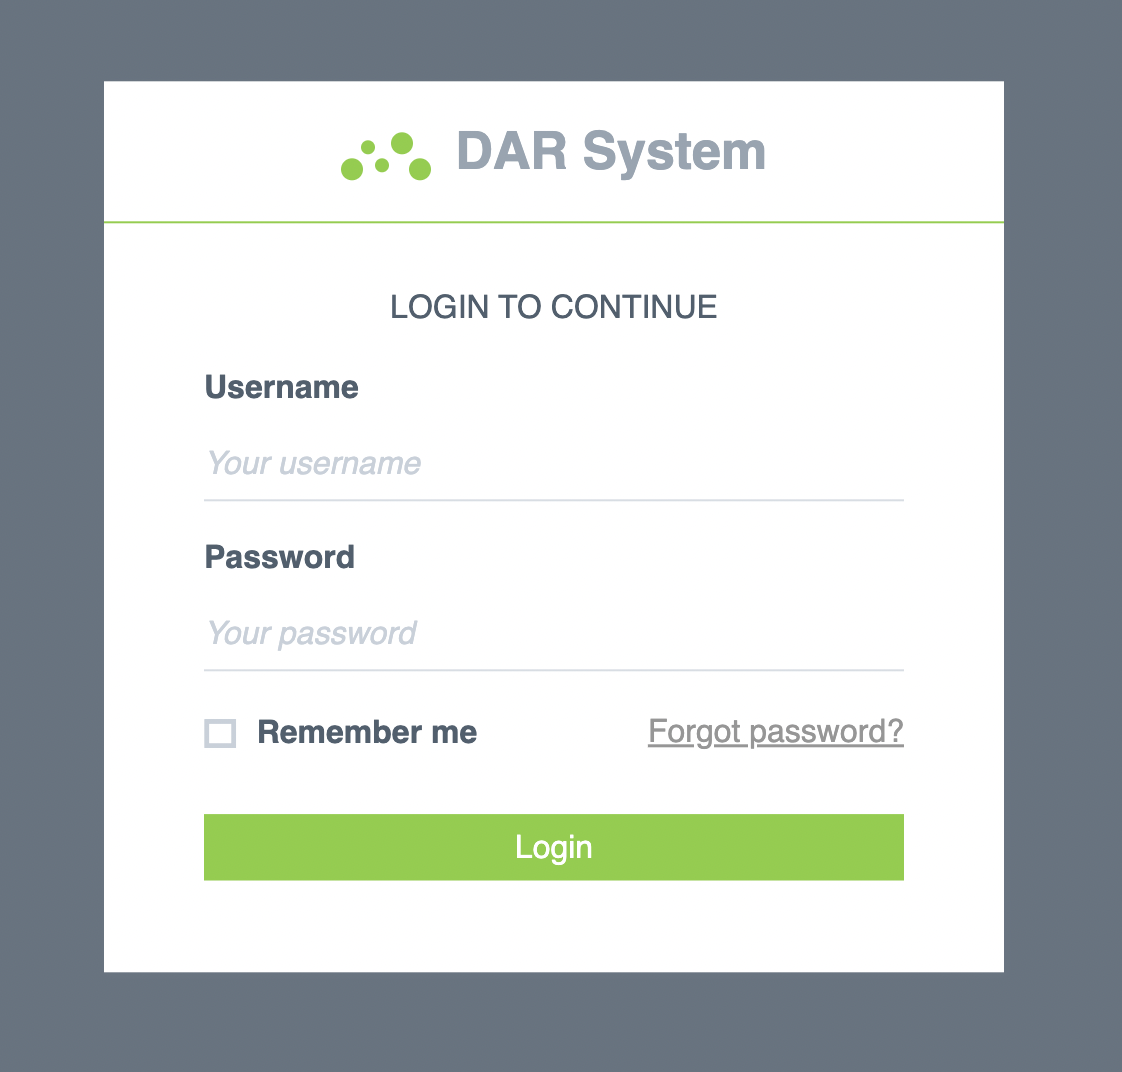 DAR System
LOGIN TO CONTINUE
Username
Your username
Password
Your password
Remember me
Forgot password?
Login